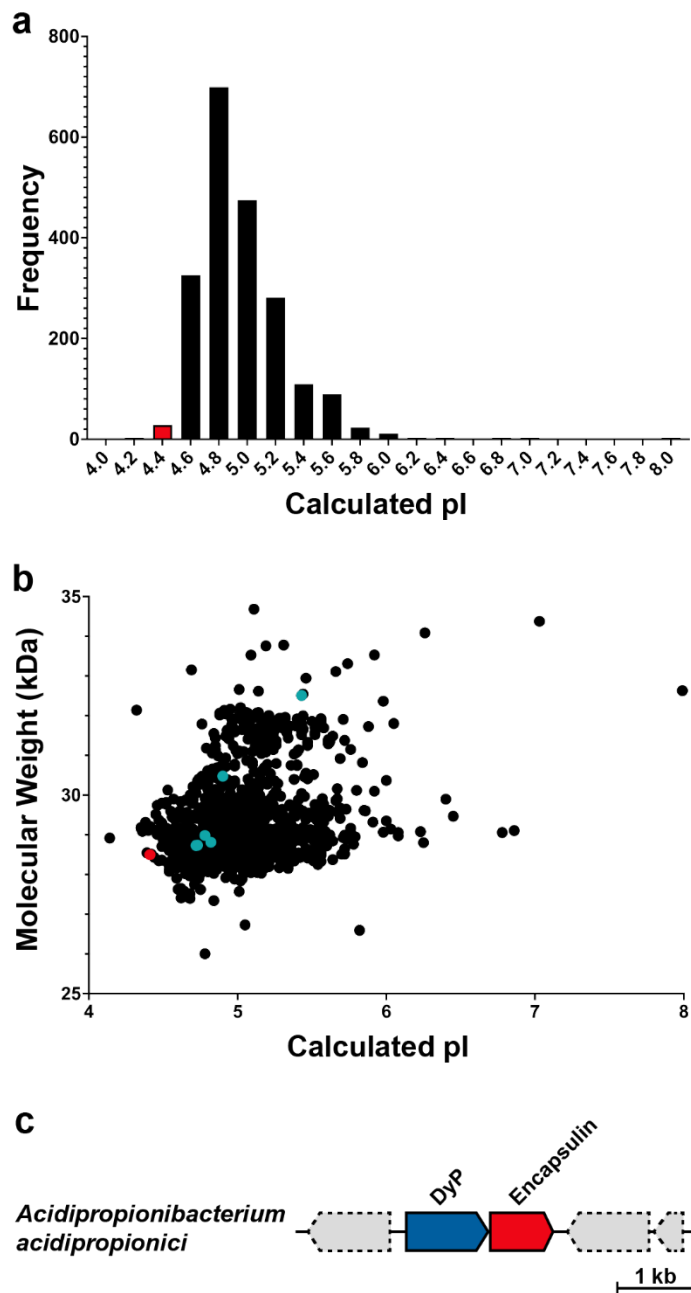 a
800
600
400
200
0
Frequency
4.0 4.2 4.4 4.6 4.8 5.0 5.2 5.4 5.6 5.8 6.0 6.2 6.4 6.6 6.8 7.0 7.2 7.4 7.6 7.8 8.0
Calculated pI
b
35
30
25
Molecular Weight (kDa)
4 5 6 7 8
Calculated pI
c
DyP Encapsulin
Acidipropionibacterium
acidipropionici
1 kb